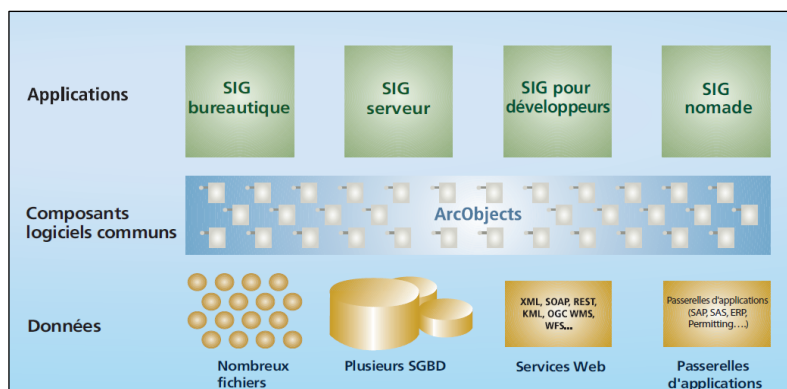 Applications
SIG
bureautique
SIG
serveur
SIG pour
développeurs
SIG
nomade
Composants
logiciels communs
ArcObjects
Données
XML, SOAP, REST,
KML, OGC WMS,
WFS...
Passerelles d'applications
(SAP, SAS, ERP,
Permitting....)
Nombreux
fichiers
Plusieurs SGBD
Services Web
Passerelles
d'applications